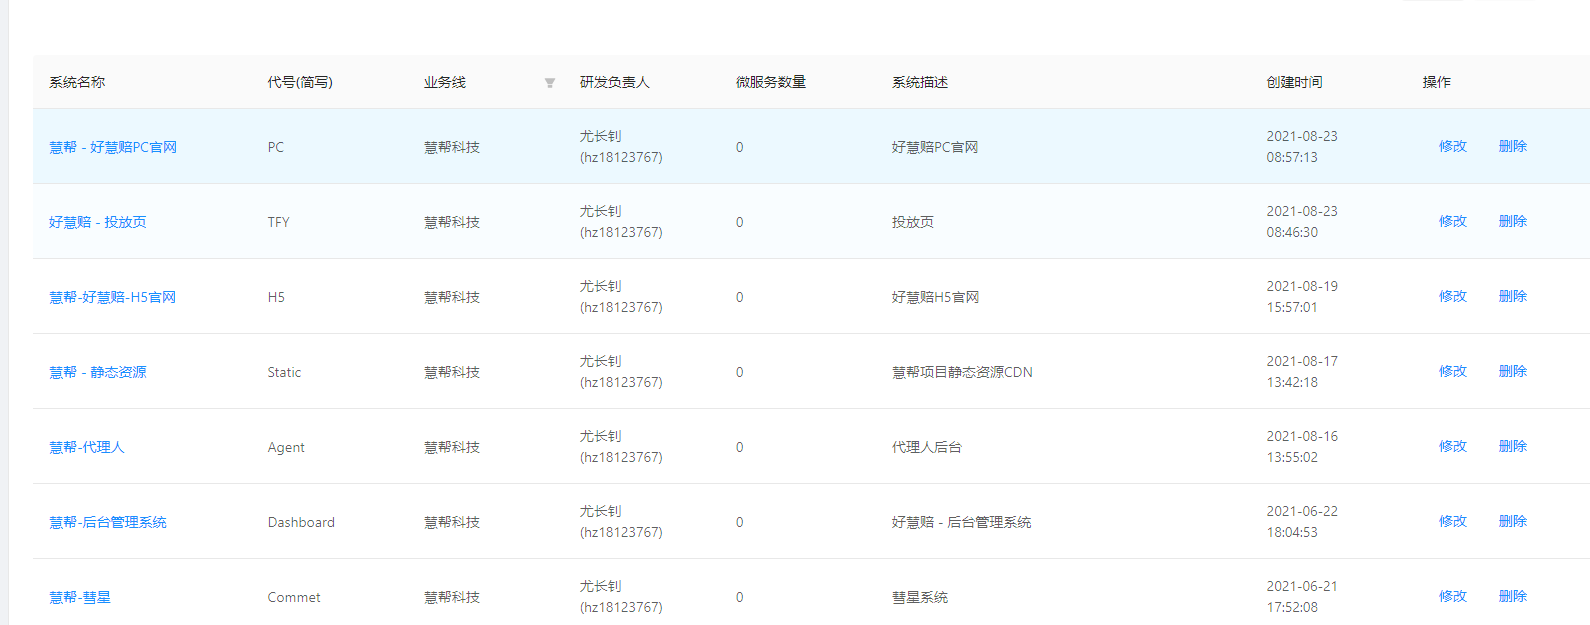 系统名称 代号(简写) 业务线 研发负责人 微服务数量 系统描述 创建时间 操作
慧帮 - 好慧赔PC官网 PC 慧帮科技 尤长钊 (hz18123767) 0 好慧赔PC官网 2021-08-23 08:57:13 修改 删除
好慧赔 - 投放页 TFY 慧帮科技 尤长钊 (hz18123767) 0 投放页 2021-08-23 08:46:30 修改 删除
慧帮-好慧赔-H5官网 H5 慧帮科技 尤长钊 (hz18123767) 0 好慧赔H5官网 2021-08-19 15:57:01 修改 删除
慧帮 - 静态资源 Static 慧帮科技 尤长钊 (hz18123767) 0 慧帮项目静态资源CDN 2021-08-17 13:42:18 修改 删除
慧帮-代理人 Agent 慧帮科技 尤长钊 (hz18123767) 0 代理人后台 2021-08-16 13:55:02 修改 删除
慧帮-后台管理系统 Dashboard 慧帮科技 尤长钊 (hz18123767) 0 好慧赔 - 后台管理系统 2021-06-22 18:04:53 修改 删除
慧帮-彗星 Commet 慧帮科技 尤长钊 (hz18123767) 0 彗星系统 2021-06-21 17:52:08 修改 删除